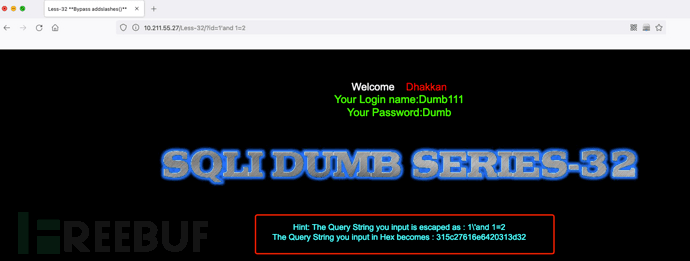 Less-32 **Bypass addslashes()**
10.211.55.27/Less-32/?id=1'and 1=2
Welcome Dhakkan
Your Login name:Dumb111
Your Password:Dumb
SQLI DUMB SERIES-32
Hint: The Query String you input is escaped as : 1\'and 1=2
The Query String you input in Hex becomes : 315c27616e6420313d32
FREEBUF